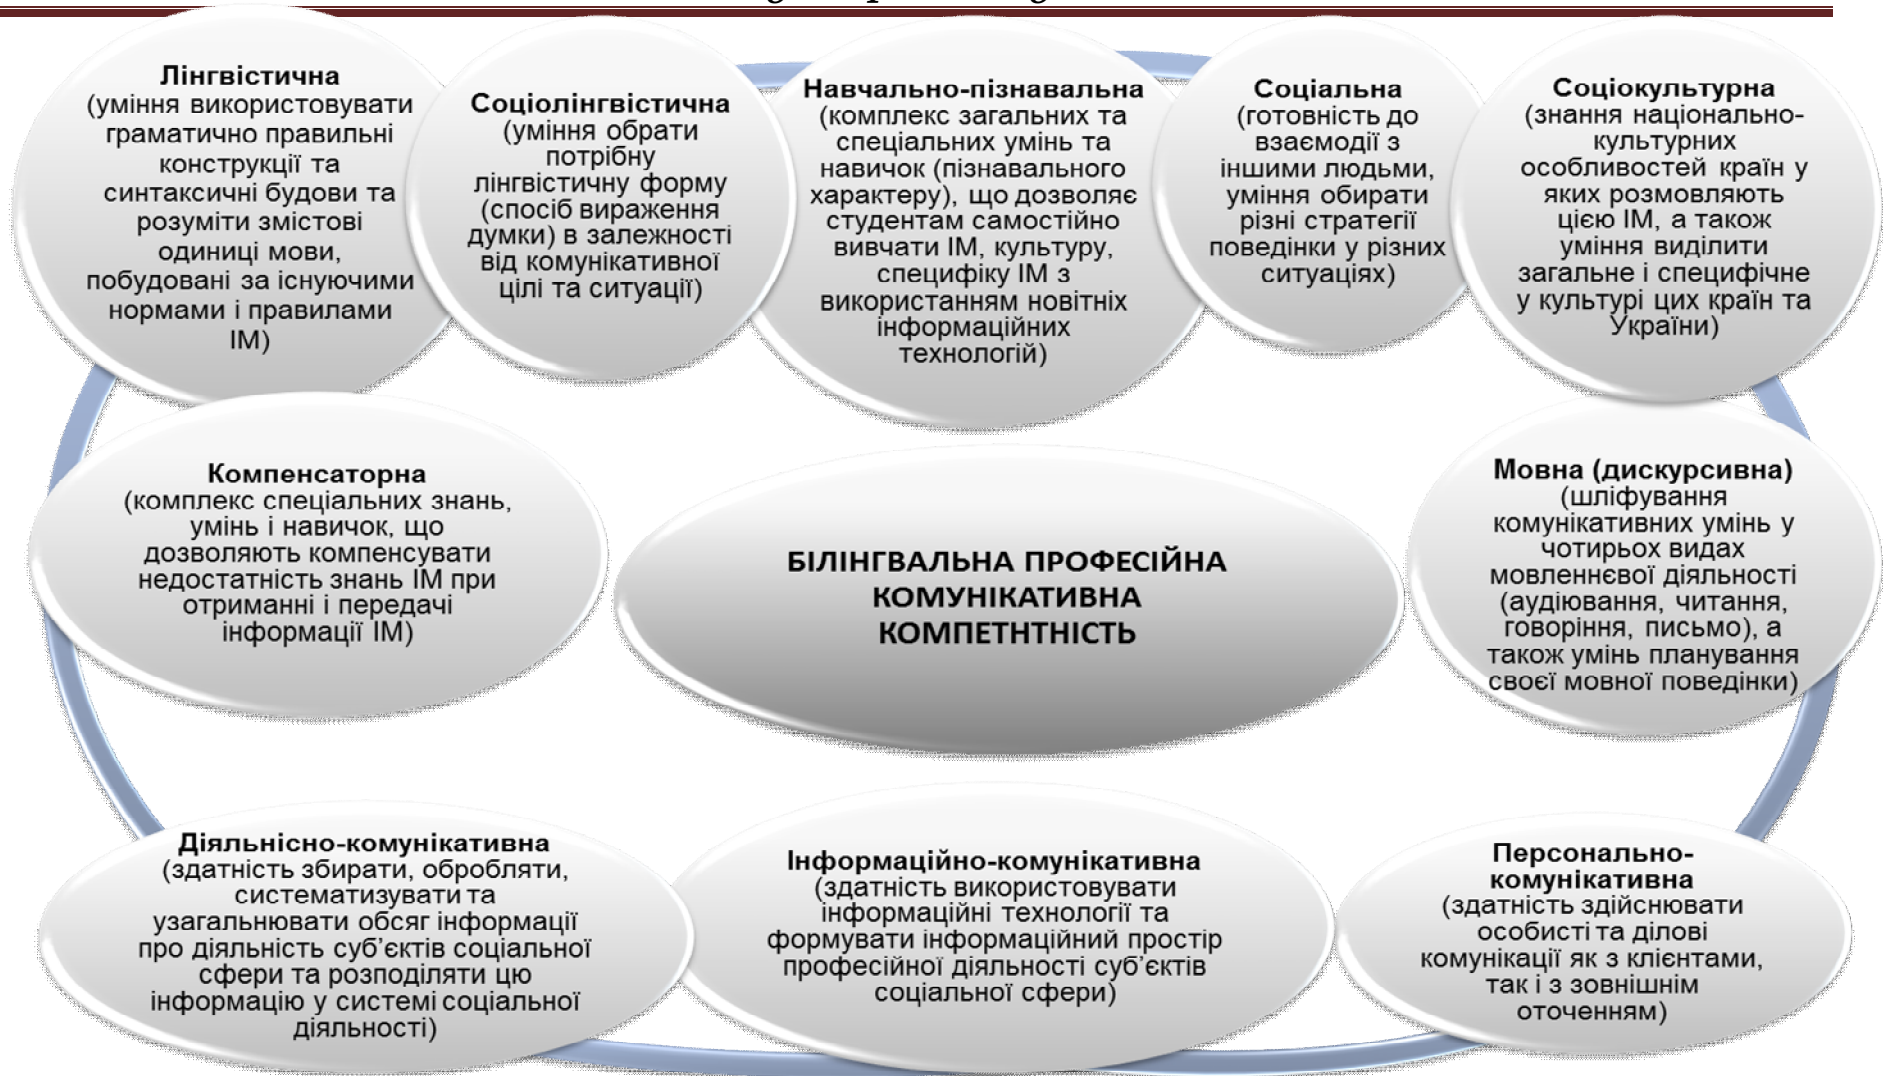 Лінгвістична
(уміння використовувати
граматично правильні
конструкції та
синтаксичні будови та
розуміти змістові
одиниці мови,
побудовані за існуючими
нормами і правилами
ІМ)
Соціолінгвістична
(уміння обрати
потрібну
лінгвістичну форму
(спосіб вираження
думки) в залежності
від комунікативної
цілі та ситуації)
Навчально-пізнавальна
(комплекс загальних та
спеціальних умінь та
навичок (пізнавального
характеру), що дозволяє
студентам самостійно
вивчати ІМ, культуру,
специфіку ІМ з
використанням новітніх
інформаційних
технологій)
Соціальна
(готовність до
взаємодії з
іншими людьми,
уміння обирати
різні стратегії
поведінки у різних
ситуаціях)
Соціокультурна
(знання національно-
культурних
особливостей країн у
яких розмовляють
цією ІМ, а також
уміння виділити
загальне і специфічне
у культурі цих країн та
України)
Компенсаторна
(комплекс спеціальних знань,
умінь і навичок, що
дозволяють компенсувати
недостатність знань ІМ при
отриманні і передачі
інформації ІМ)
БІЛІНГВАЛЬНА ПРОФЕСІЙНА
КОМУНІКАТИВНА
КОМПЕТНТНІСТЬ
Мовна (дискурсивна)
(шліфування
комунікативних умінь у
чотирьох видах
мовленнєвої діяльності
(аудіювання, читання,
говоріння, письмо), а
також умінь планування
своєї мовної поведінки)
Діяльнісно-комунікативна
(здатність збирати, обробляти,
систематизувати та
узагальнювати обсяг інформації
про діяльність суб’єктів соціальної
сфери та розподіляти цю
інформацію у системі соціальної
діяльності)
Інформаційно-комунікативна
(здатність використовувати
інформаційні технології та
формувати інформаційний простір
професійної діяльності суб’єктів
соціальної сфери)
Персонально-
комунікативна
(здатність здійснювати
особисті та ділові
комунікації як з клієнтами,
так і з зовнішнім
оточенням)